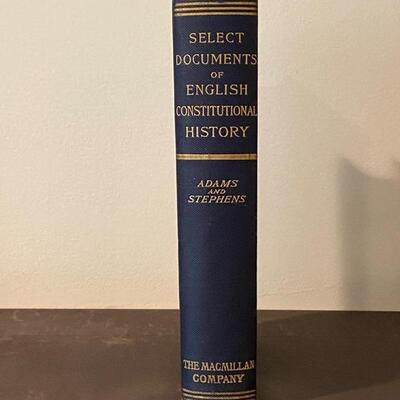 SELECT
DOCUMENTS
OF
ENGLISH
CONSTITUTIONAL
HISTORY
ADAMS
AND
STEPHENS
THE MACMILLAN
COMPANY